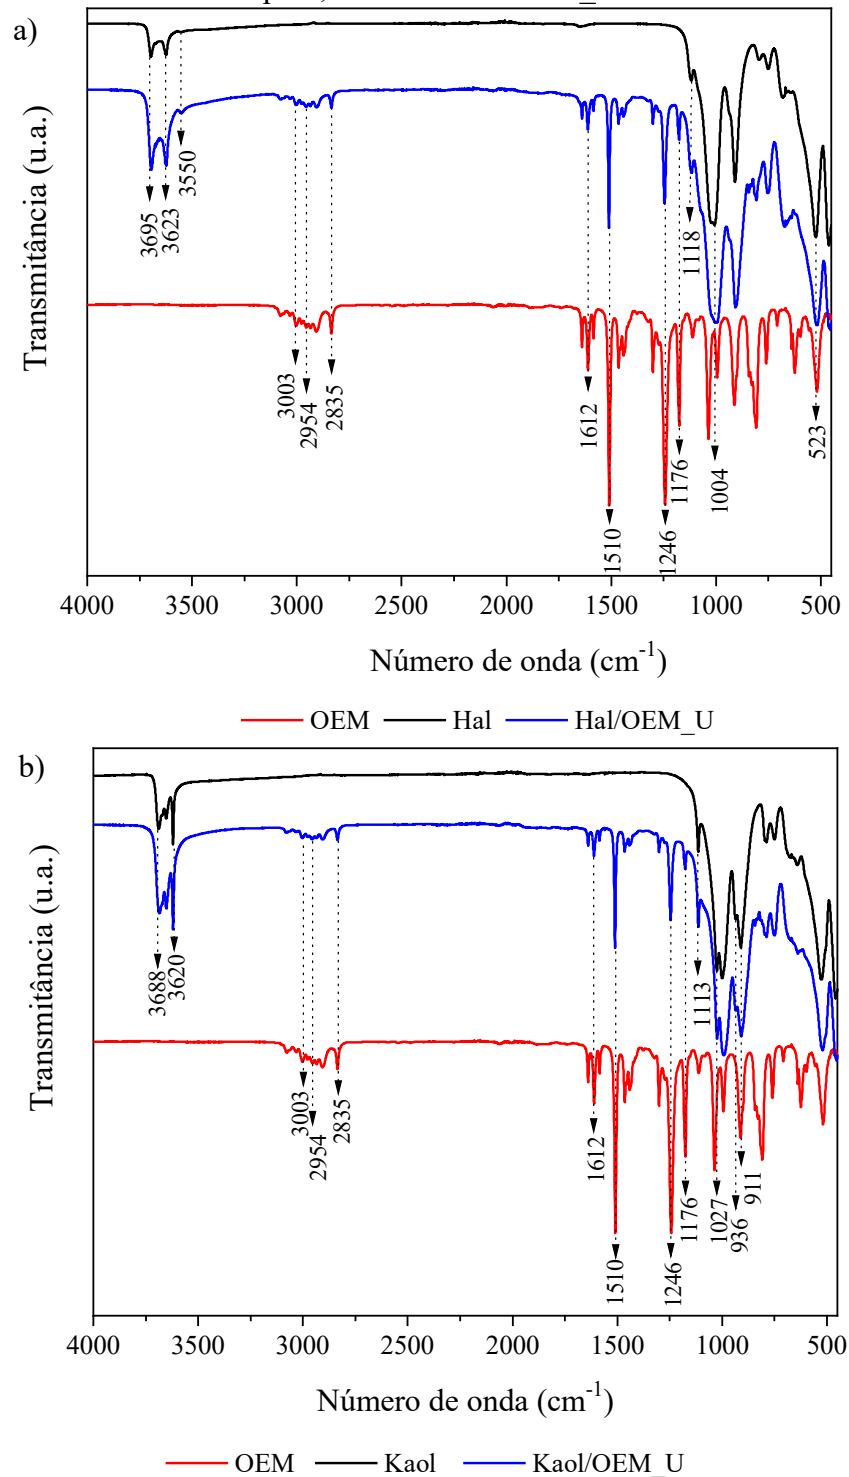 a)
Transmitância (u.a.)
3695
3623
3550
3003
2954
2835
1612
1510
1246
1176
1118
1004
523
4000 3500 3000 2500 2000 1500 1000 500
Número de onda (cm⁻¹)
OEM Hal Hal/OEM_U
b)
Transmitância (u.a.)
3688
3620
3003
2954
2835
1612
1510
1246
1176
1113
1027
936
911
4000 3500 3000 2500 2000 1500 1000 500
Número de onda (cm⁻¹)
OEM Kaol Kaol/OEM_U